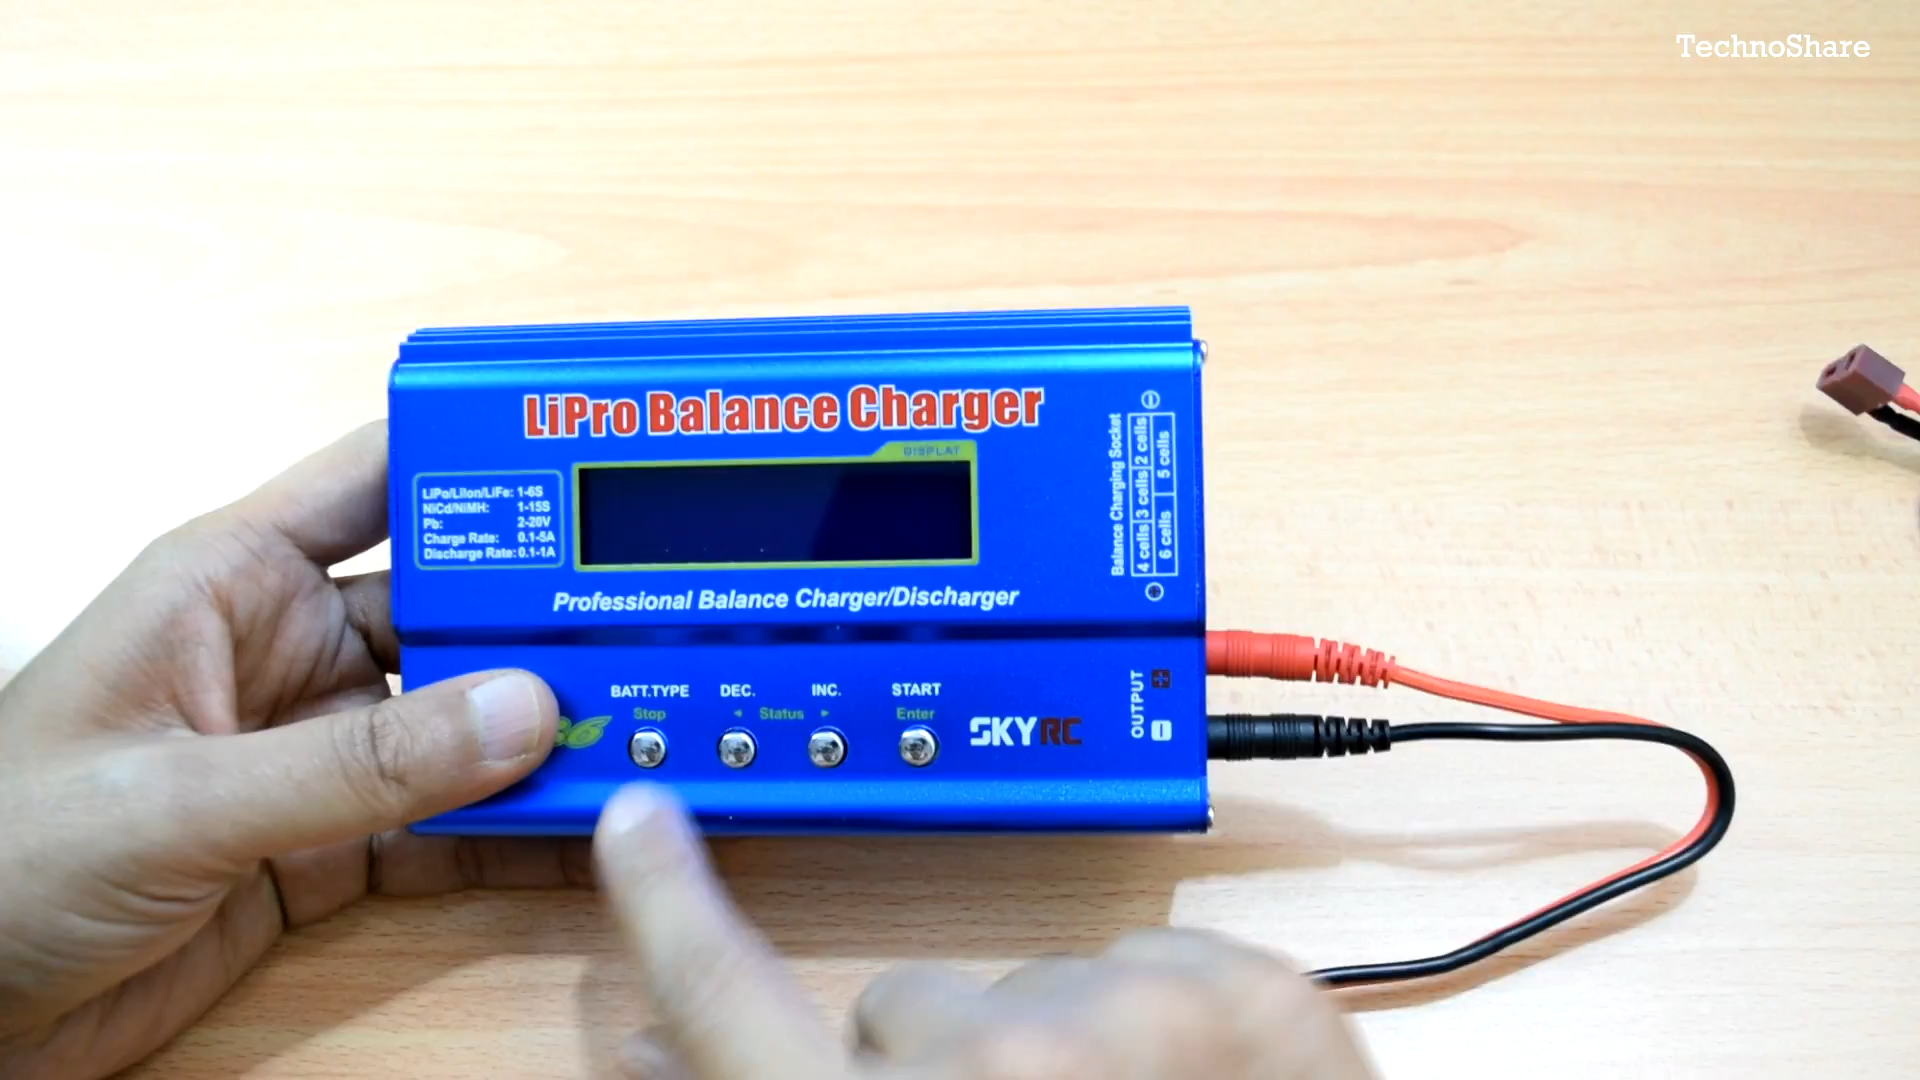 TechnoShare
LiPro Balance Charger
DISPLAY
LiPo/LiIon/LiFe: 1-6S
NiCd/NiMH: 1-15S
Pb: 2-20V
Charge Rate: 0.1-5A
Discharge Rate: 0.1-1A
Balance Charging Socket
4 cells 3 cells 2 cells
6 cells 5 cells
Professional Balance Charger/Discharger
BATT.TYPE DEC. INC. START
Stop ◄ Status ► Enter
B6
SKYRC
OUTPUT